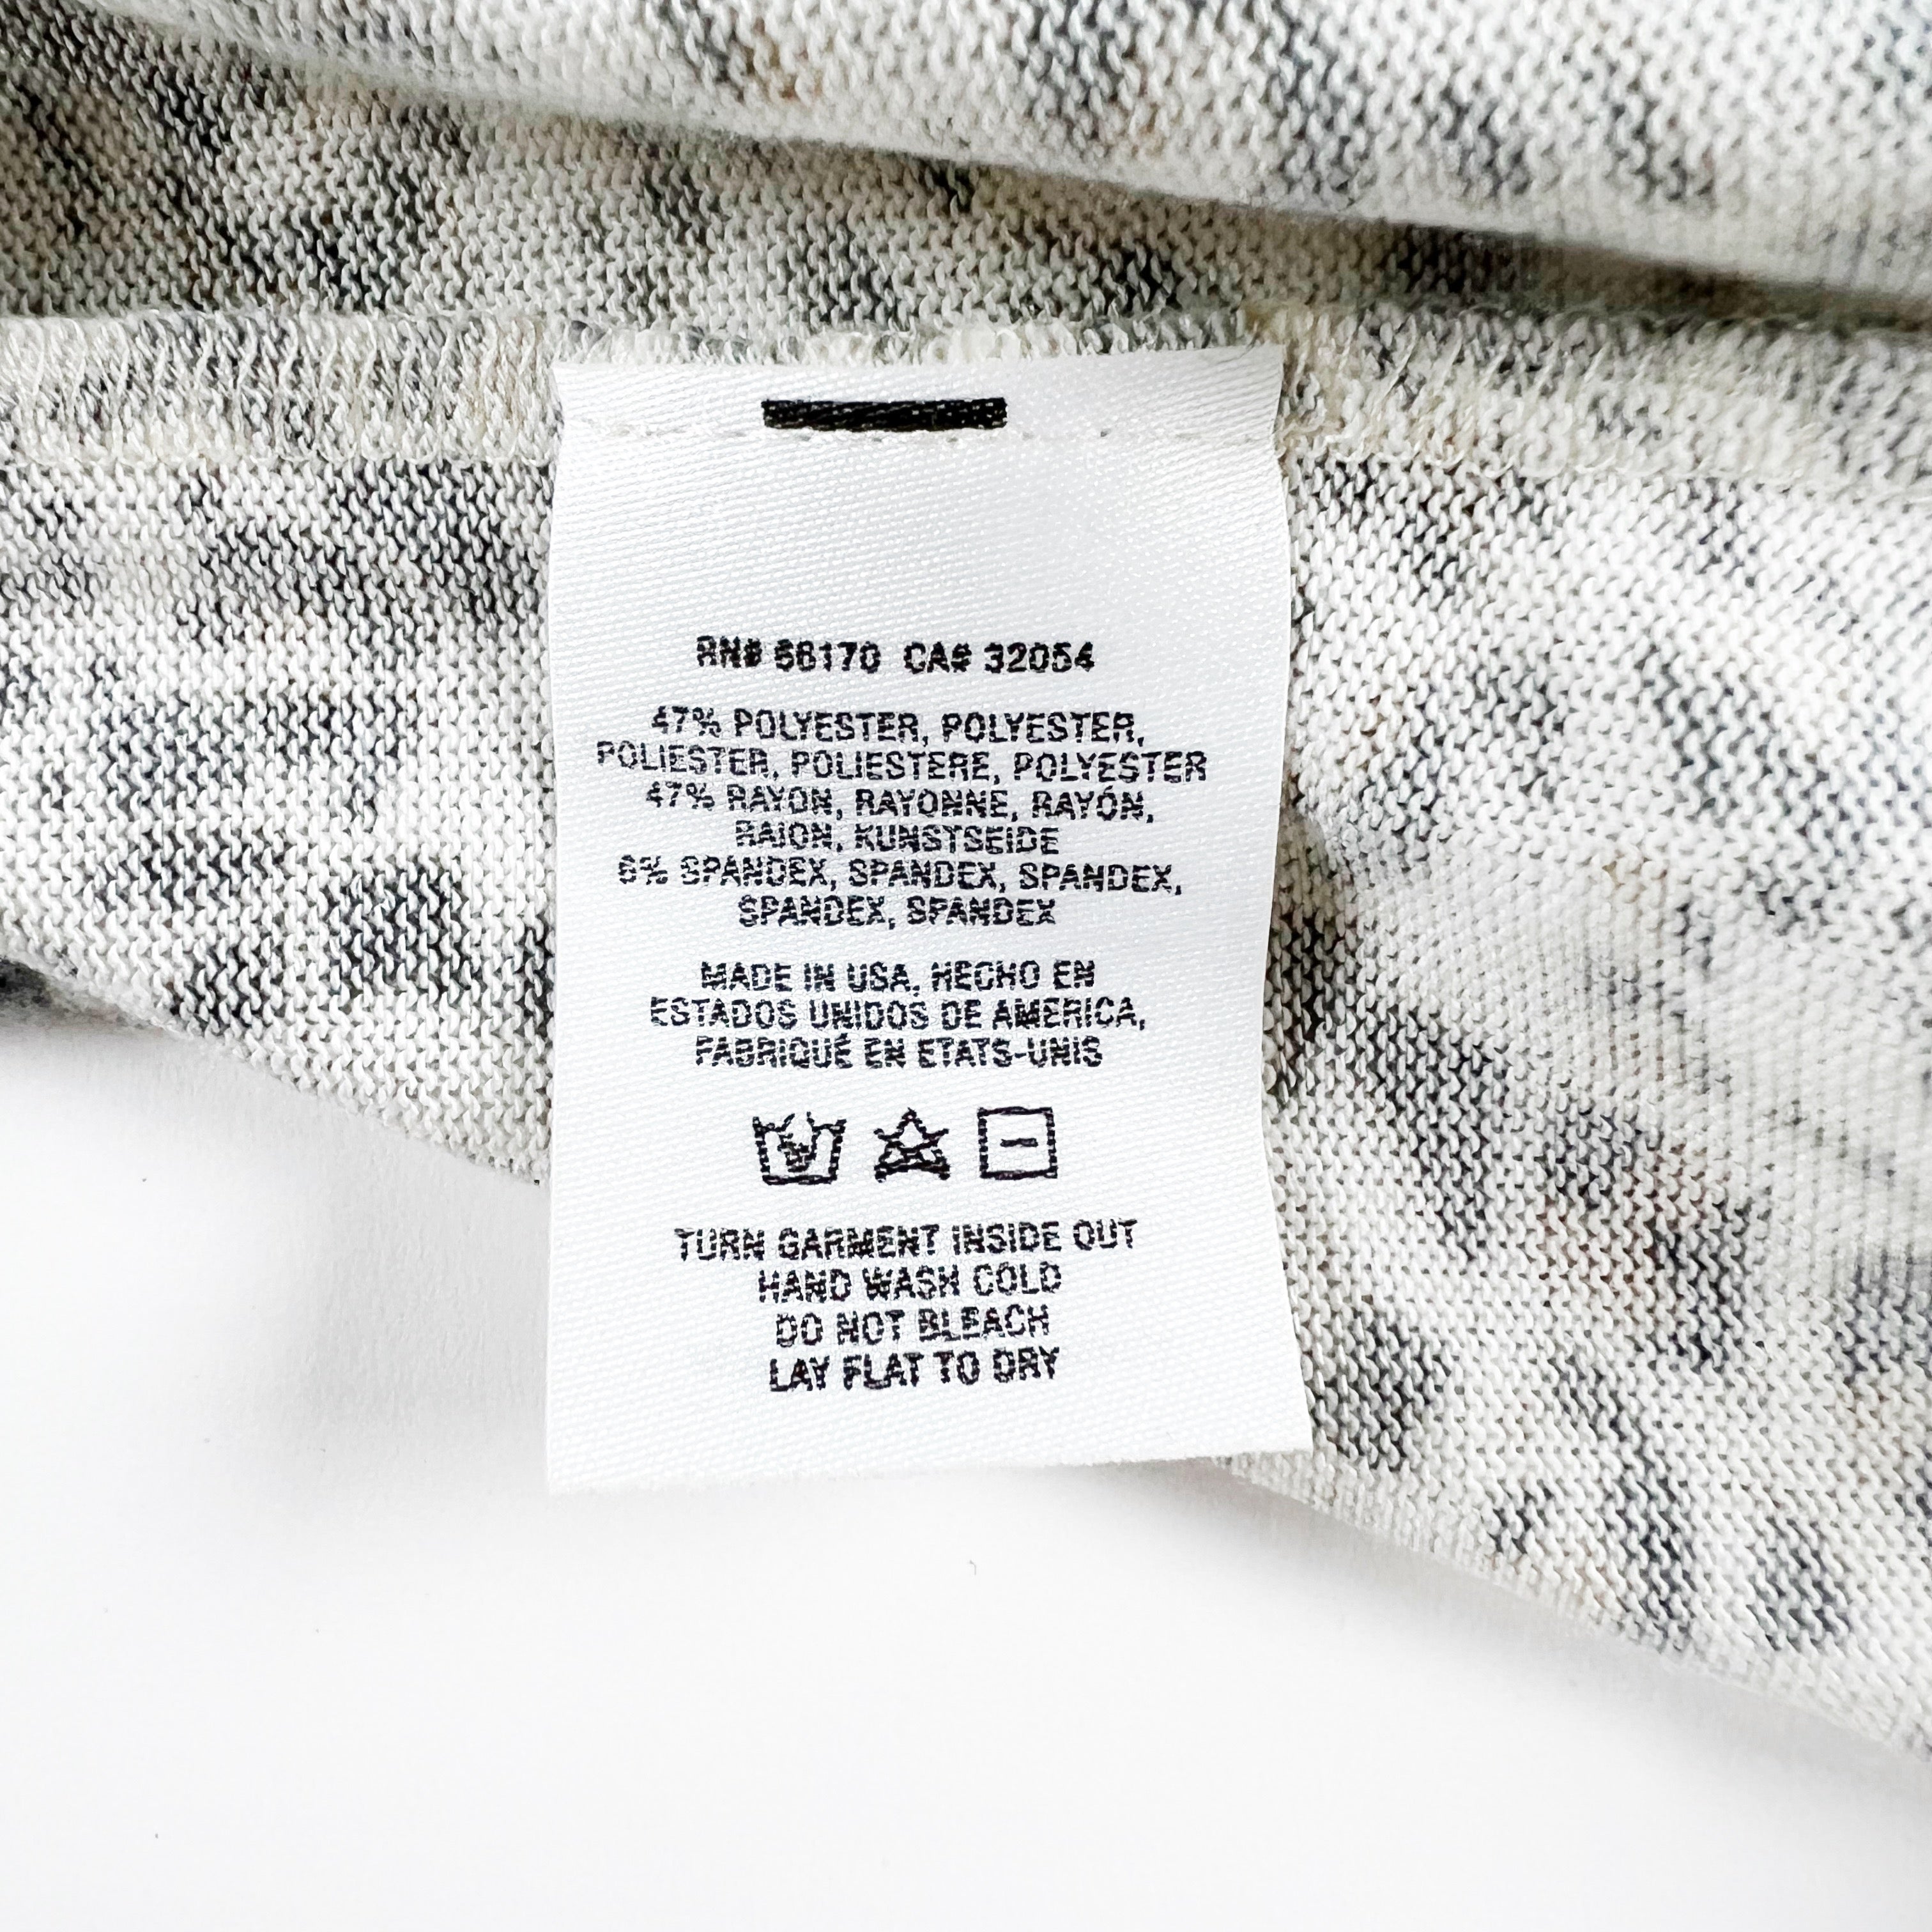 RN# 58170 CA# 32054
47% POLYESTER, POLYESTER,
POLIESTER, POLIESTERE, POLYESTER
47% RAYON, RAYONNE, RAYÓN,
RAION, KUNSTSEIDE
6% SPANDEX, SPANDEX, SPANDEX,
SPANDEX, SPANDEX
MADE IN USA, HECHO EN
ESTADOS UNIDOS DE AMERICA,
FABRIQUÉ EN ETATS-UNIS
TURN GARMENT INSIDE OUT
HAND WASH COLD
DO NOT BLEACH
LAY FLAT TO DRY